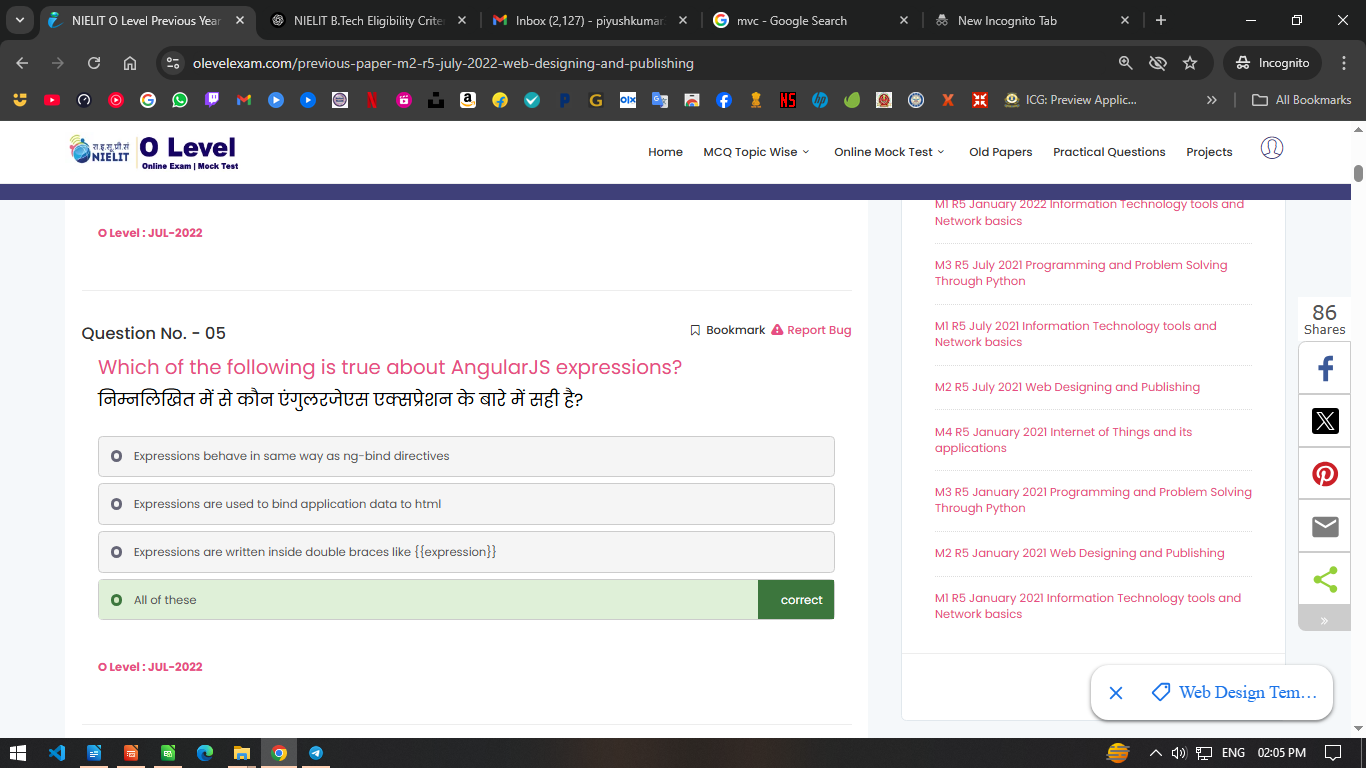 NIELIT O Level Previous Year
NIELIT B.Tech Eligibility Crite
Inbox (2,127) - piyushkumar
mvc - Google Search
New Incognito Tab
olevelexam.com/previous-paper-m2-r5-july-2022-web-designing-and-publishing
Incognito
ICG: Preview Applic...
All Bookmarks
रा.इ.सू.प्रौ.सं
NIELIT
O Level
Online Exam | Mock Test
Home
MCQ Topic Wise
Online Mock Test
Old Papers
Practical Questions
Projects
O Level : JUL-2022
Question No. - 05
Bookmark
Report Bug
Which of the following is true about AngularJS expressions?
निम्नलिखित में से कौन एंगुलरजेएस एक्सप्रेशन के बारे में सही है?
Expressions behave in same way as ng-bind directives
Expressions are used to bind application data to html
Expressions are written inside double braces like {{expression}}
All of these
correct
O Level : JUL-2022
M1 R5 January 2022 Information Technology tools and
Network basics
M3 R5 July 2021 Programming and Problem Solving
Through Python
M1 R5 July 2021 Information Technology tools and
Network basics
M2 R5 July 2021 Web Designing and Publishing
M4 R5 January 2021 Internet of Things and its
applications
M3 R5 January 2021 Programming and Problem Solving
Through Python
M2 R5 January 2021 Web Designing and Publishing
M1 R5 January 2021 Information Technology tools and
Network basics
86
Shares
Web Design Tem...
ENG
02:05 PM